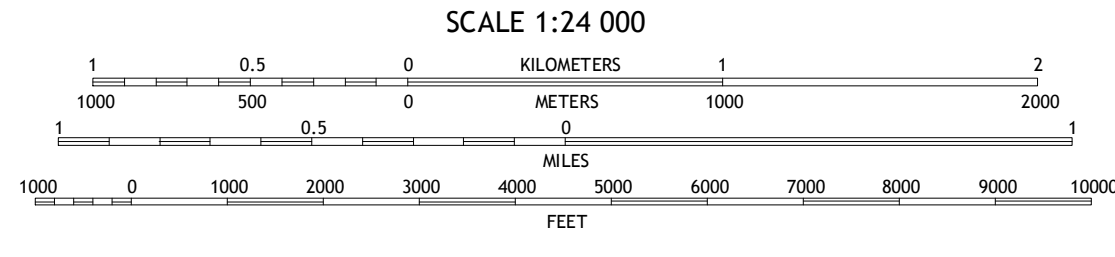 SCALE 1:24 000
1 0.5 0 KILOMETERS 1 2
1000 500 0 METERS 1000 2000
1 0.5 0 1
MILES
1000 0 1000 2000 3000 4000 5000 6000 7000 8000 9000 10000
FEET